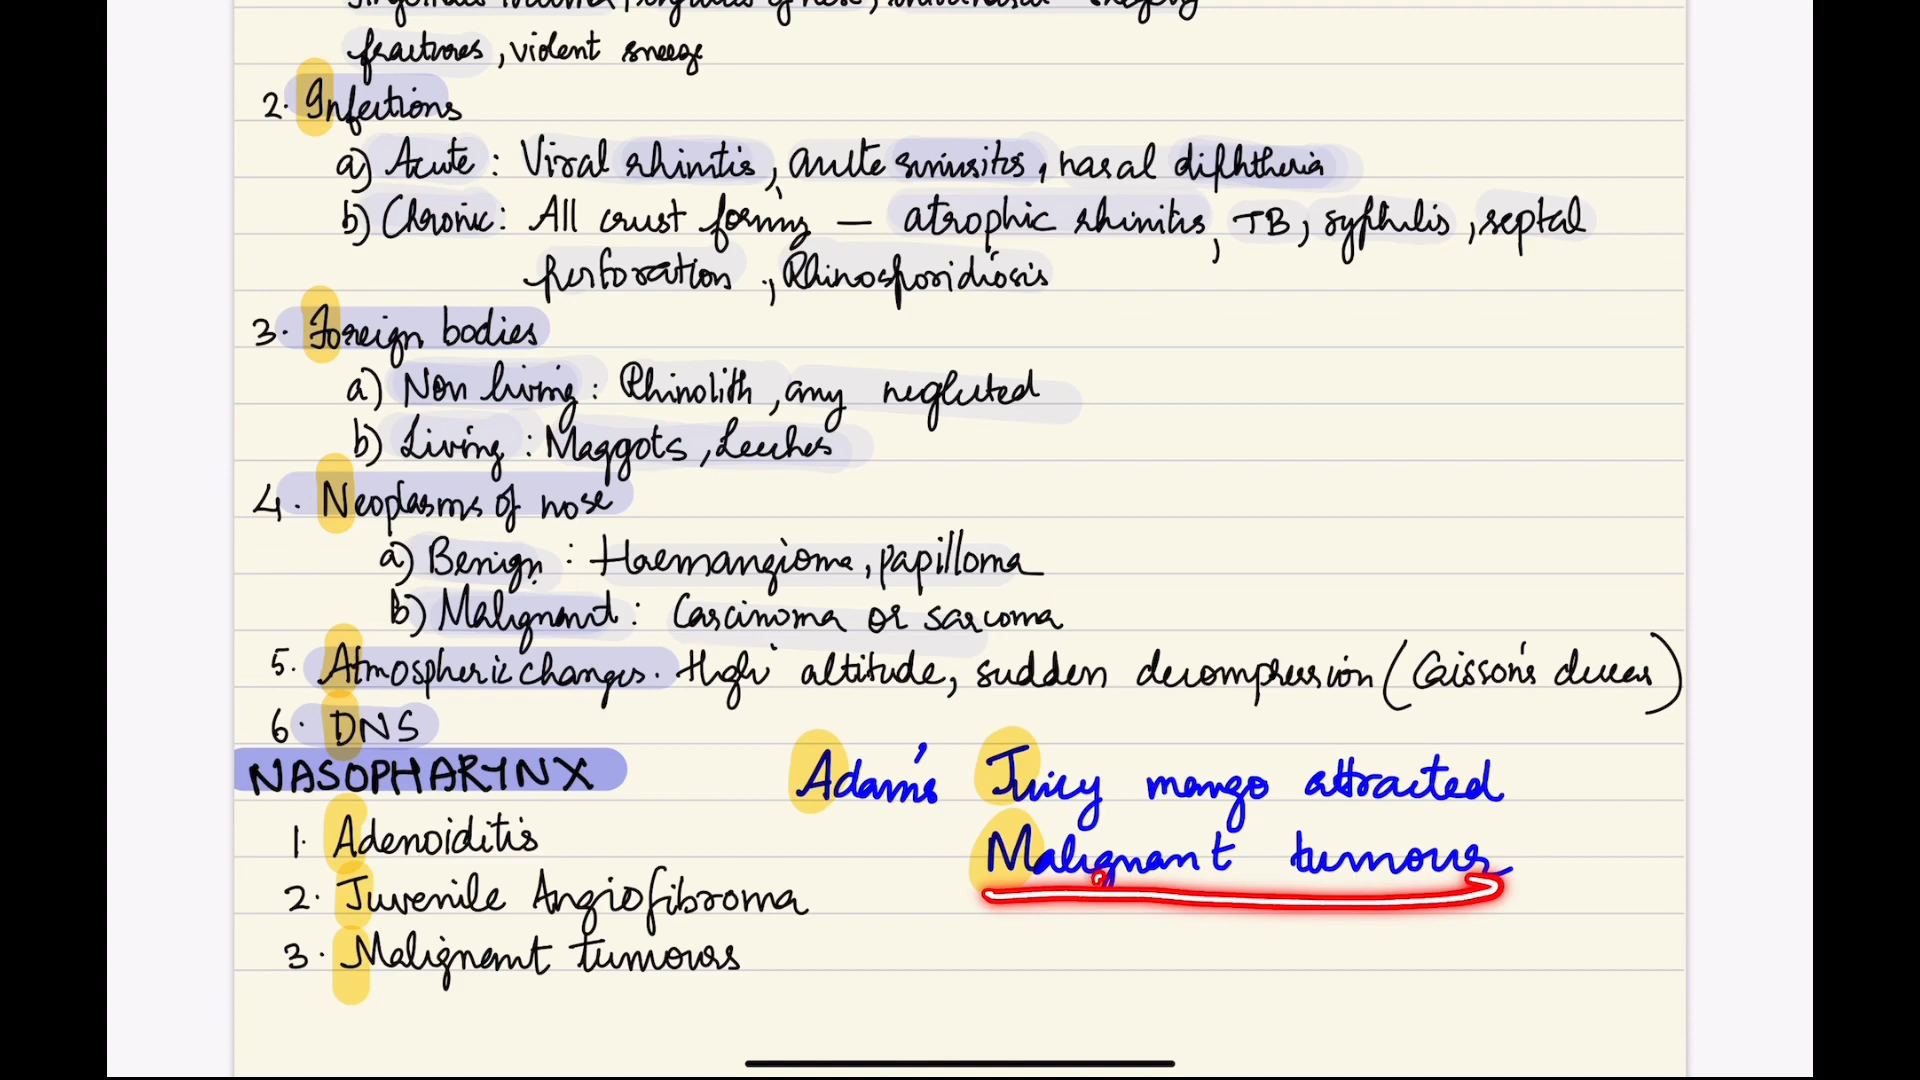 fractures, violent sneeze
2. Infections
a) Acute: Viral rhinitis, acute sinusitis, nasal diphtheria
b) Chronic: All crust forming — atrophic rhinitis, TB, syphilis, septal
perforation, Rhinosporidiosis
3. Foreign bodies
a) Non living: Rhinolith, any neglected
b) Living: Maggots, Leeches
4. Neoplasms of nose
a) Benign: Haemangioma, papilloma
b) Malignant: Carcinoma or sarcoma
5. Atmospheric changes. High altitude, sudden decompression (Caisson's
6. DNS
NASOPHARYNX
Adam's Juicy mango attracted
Malignant tumours
1. Adenoiditis
2. Juvenile Angiofibroma
3. Malignant tumours